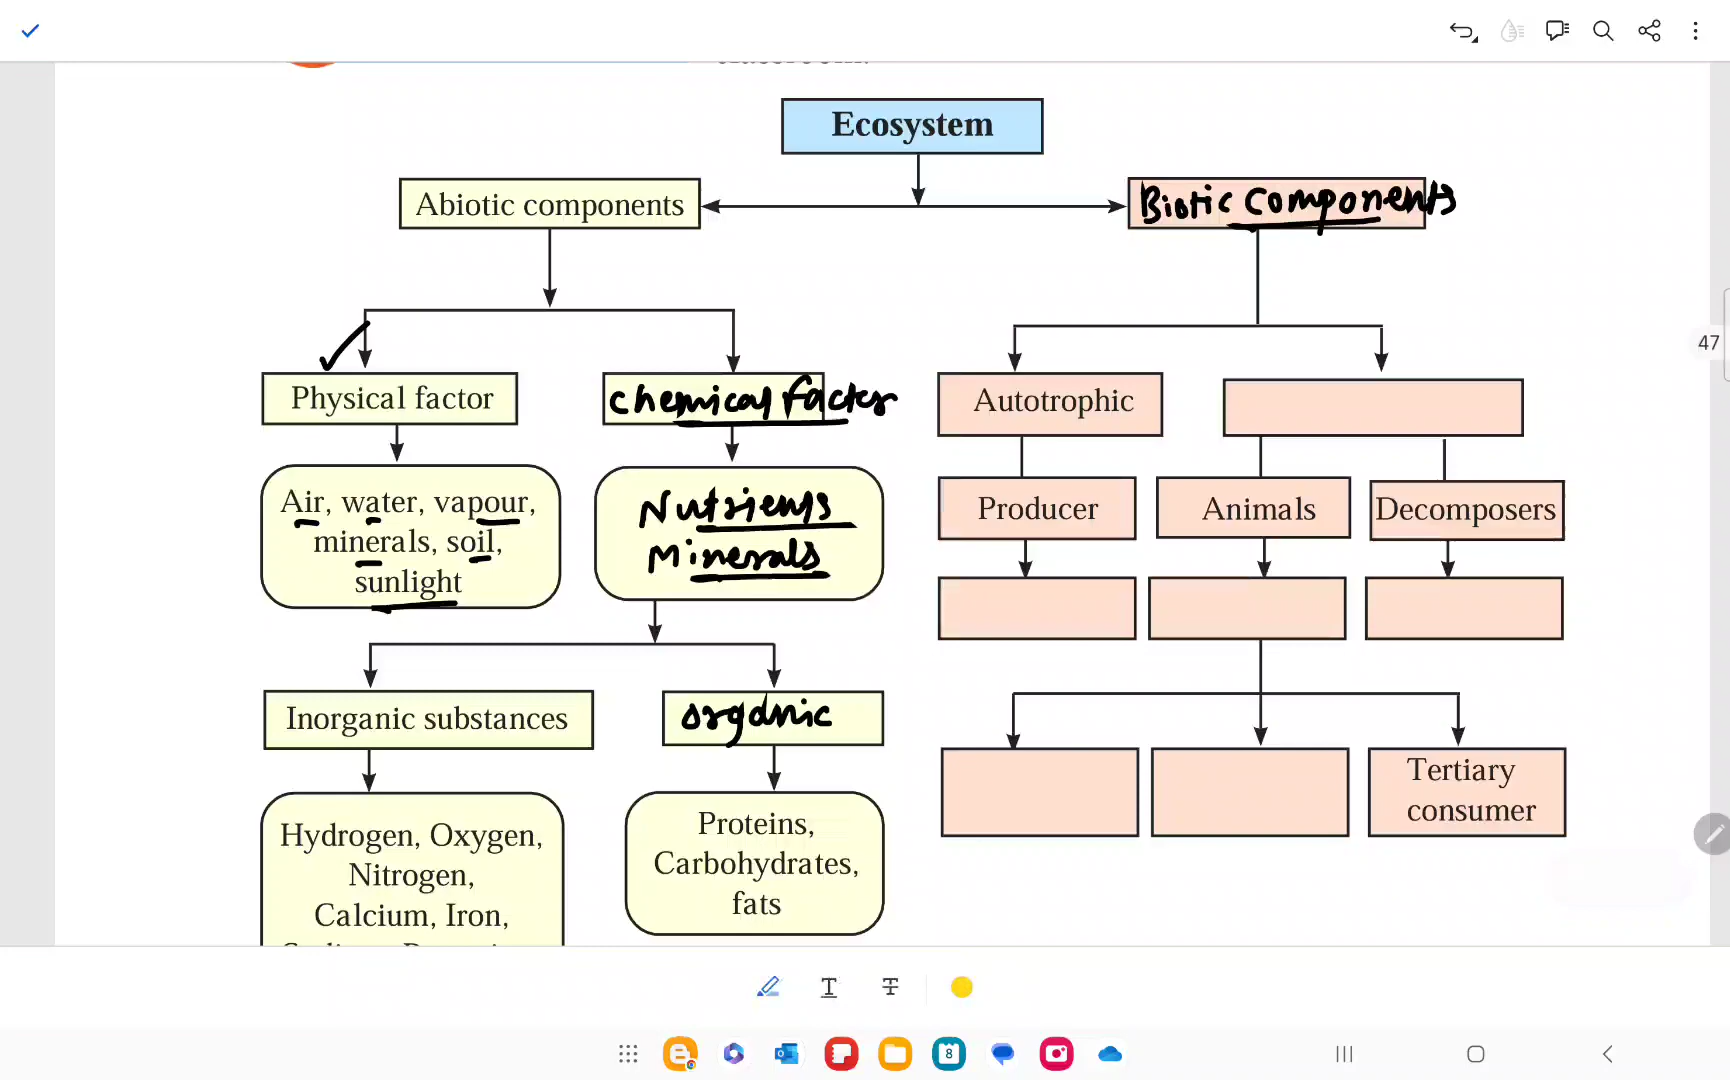 Ecosystem
Abiotic components
Biotic Components
47
Physical factor
Chemical factor
Autotrophic
Air, water, vapour,
minerals, soil,
sunlight
Nutrients
Minerals
Producer
Animals
Decomposers
Inorganic substances
organic
Tertiary
consumer
Hydrogen, Oxygen,
Nitrogen,
Calcium, Iron,
Proteins,
Carbohydrates,
fats
8